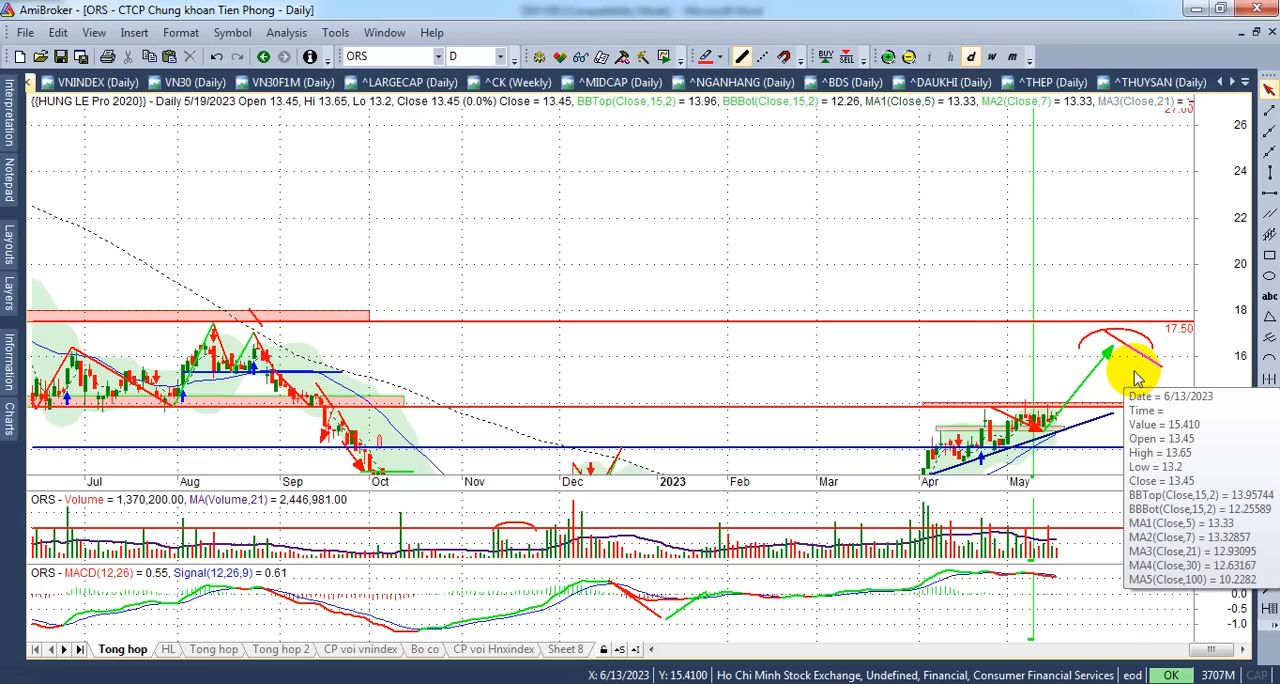 AmiBroker - [ORS - CTCP Chung khoan Tien Phong - Daily]
File Edit View Insert Format Symbol Analysis Tools Window Help
ORS D BUY SELL i h d w m
VNINDEX (Daily) VN30 (Daily) VN30F1M (Daily) ^LARGECAP (Daily) ^CK (Weekly) ^MIDCAP (Daily) ^NGANHANG (Daily) ^BDS (Daily) ^DAUKHI (Daily) ^THEP (Daily) ^THUYSAN (Daily)
{{HUNG LE Pro 2020}} - Daily 5/19/2023 Open 13.45, Hi 13.65, Lo 13.2, Close 13.45 (0.0%) Close = 13.45, BBTop(Close,15,2) = 13.96, BBBot(Close,15,2) = 12.26, MA1(Close,5) = 13.33, MA2(Close,7) = 13.33, MA3(Close,21) =
27.00
26
24
22
20
18
17.50
16
Interpretation
Notepad
Layouts
Layers
Information
Charts
abc
Date = 6/13/2023
Time =
Value = 15.410
Open = 13.45
High = 13.65
Low = 13.2
Close = 13.45
BBTop(Close,15,2) = 13.95744
BBBot(Close,15,2) = 12.25589
MA1(Close,5) = 13.33
MA2(Close,7) = 13.32857
MA3(Close,21) = 12.93095
MA4(Close,30) = 12.63167
MA5(Close,100) = 10.2282
Jul Aug Sep Oct Nov Dec 2023 Feb Mar Apr May
ORS - Volume = 1,370,200.00, MA(Volume,21) = 2,446,981.00
ORS - MACD(12,26) = 0.55, Signal(12,26,9) = 0.61
0.0
-0.5
-1.0
Tong hop HL Tong hop Tong hop 2 CP voi vnindex Bo co CP voi Hnxindex Sheet 8
X: 6/13/2023 Y: 15.4100 Ho Chi Minh Stock Exchange, Undefined, Financial, Consumer Financial Services eod OK 3707M CAP